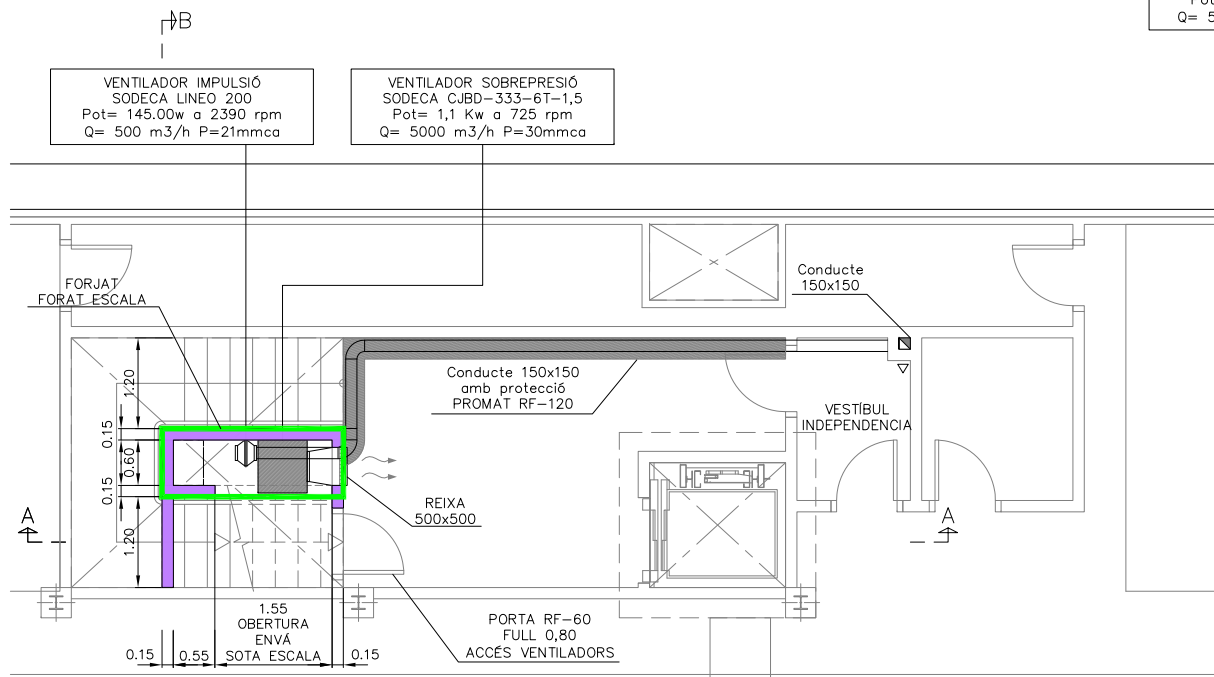 B
Pot
Q= 5
VENTILADOR IMPULSIÓ
SODECA LINEO 200
Pot= 145.00w a 2390 rpm
Q= 500 m3/h P=21mmca
VENTILADOR SOBREPRESIÓ
SODECA CJBD-333-6T-1,5
Pot= 1,1 Kw a 725 rpm
Q= 5000 m3/h P=30mmca
FORJAT
FORAT ESCALA
Conducte
150x150
Conducte 150x150
amb protecció
PROMAT RF-120
VESTÍBUL
INDEPENDENCIA
1.20
0.15
0.60
0.15
1.20
REIXA
500x500
A
A
1.55
OBERTURA
ENVÁ
SOTA ESCALA
0.15
0.55
0.15
PORTA RF-60
FULL 0,80
ACCÉS VENTILADORS